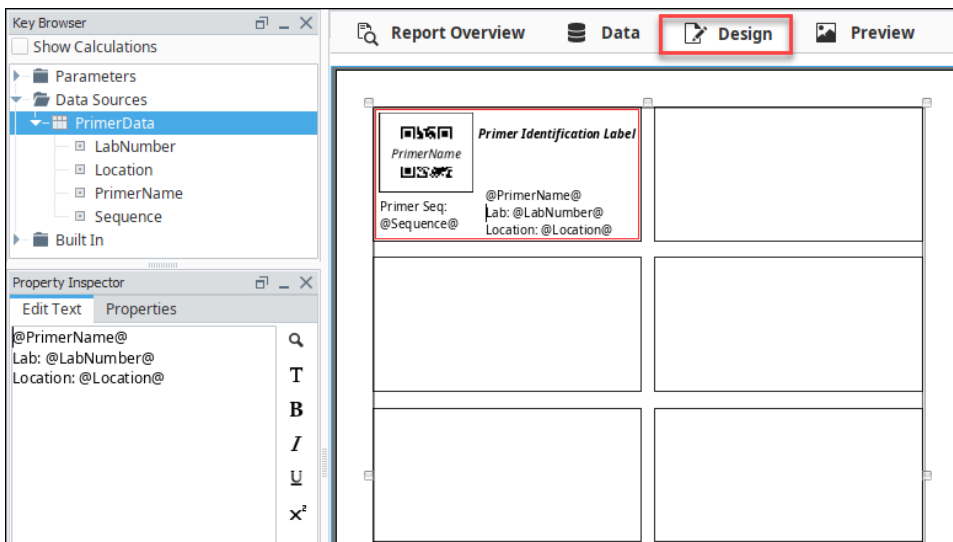 Key Browser
Show Calculations
Parameters
Data Sources
PrimerData
LabNumber
Location
PrimerName
Sequence
Built In
Property Inspector
Edit Text Properties
@PrimerName@
Lab: @LabNumber@
Location: @Location@
T
B
I
U
x²
Report Overview Data Design Preview
PrimerName
Primer Identification Label
Primer Seq:
@Sequence@
@PrimerName@
Lab: @LabNumber@
Location: @Location@